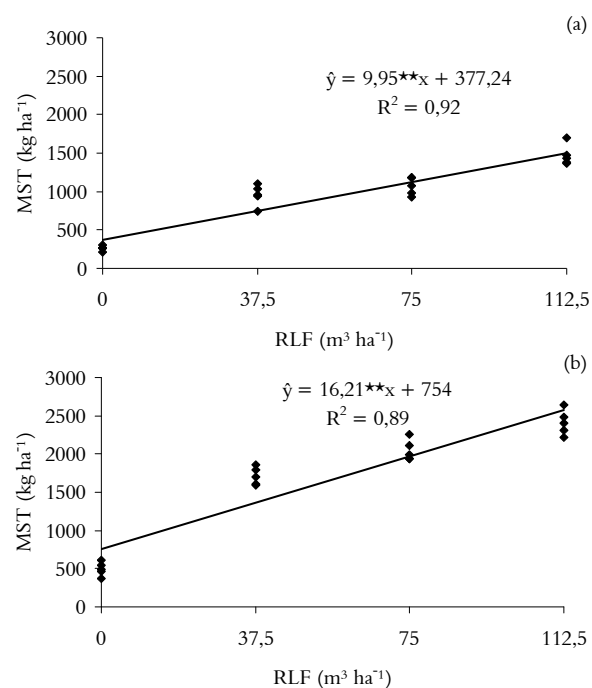 (a)
3000
2500
2000
1500
1000
500
0
MST (kg ha⁻¹)
ŷ = 9,95**x + 377,24
R² = 0,92
0 37,5 75 112,5
RLF (m³ ha⁻¹)
(b)
3000
2500
2000
1500
1000
500
0
MST (kg ha⁻¹)
ŷ = 16,21**x + 754
R² = 0,89
0 37,5 75 112,5
RLF (m³ ha⁻¹)